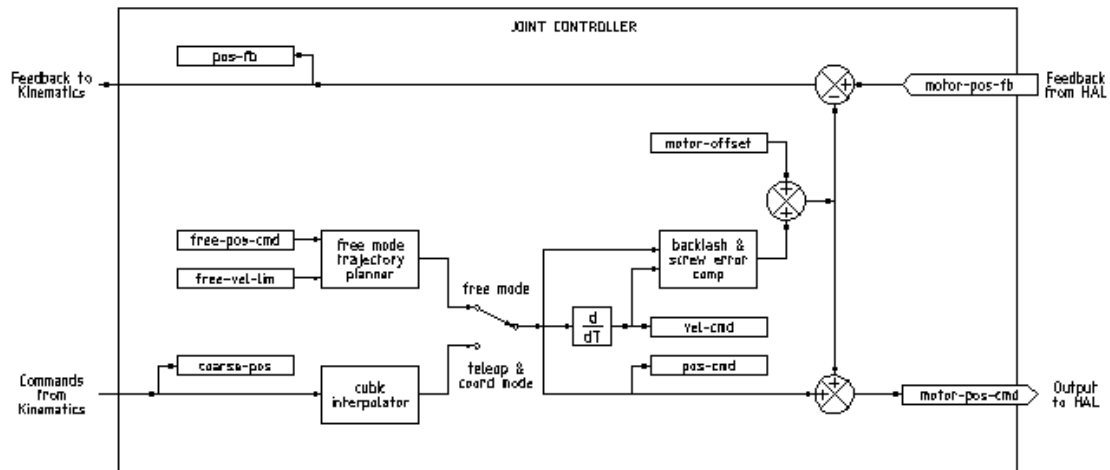 JOINT CONTROLLER
pos-fb
Feedback to
Kinematics
motor-pos-fb
Feedback
from HAL
+
-
motor-offset
+
+
free-pos-cmd
free-vel-lim
free mode
trajectory
planner
backlash &
screw error
comp
free mode
d
dT
vel-cmd
coarse-pos
teleop &
coord mode
pos-cmd
Commands
from
Kinematics
cubic
interpolator
+
+
motor-pos-cmd
Output
to HAL